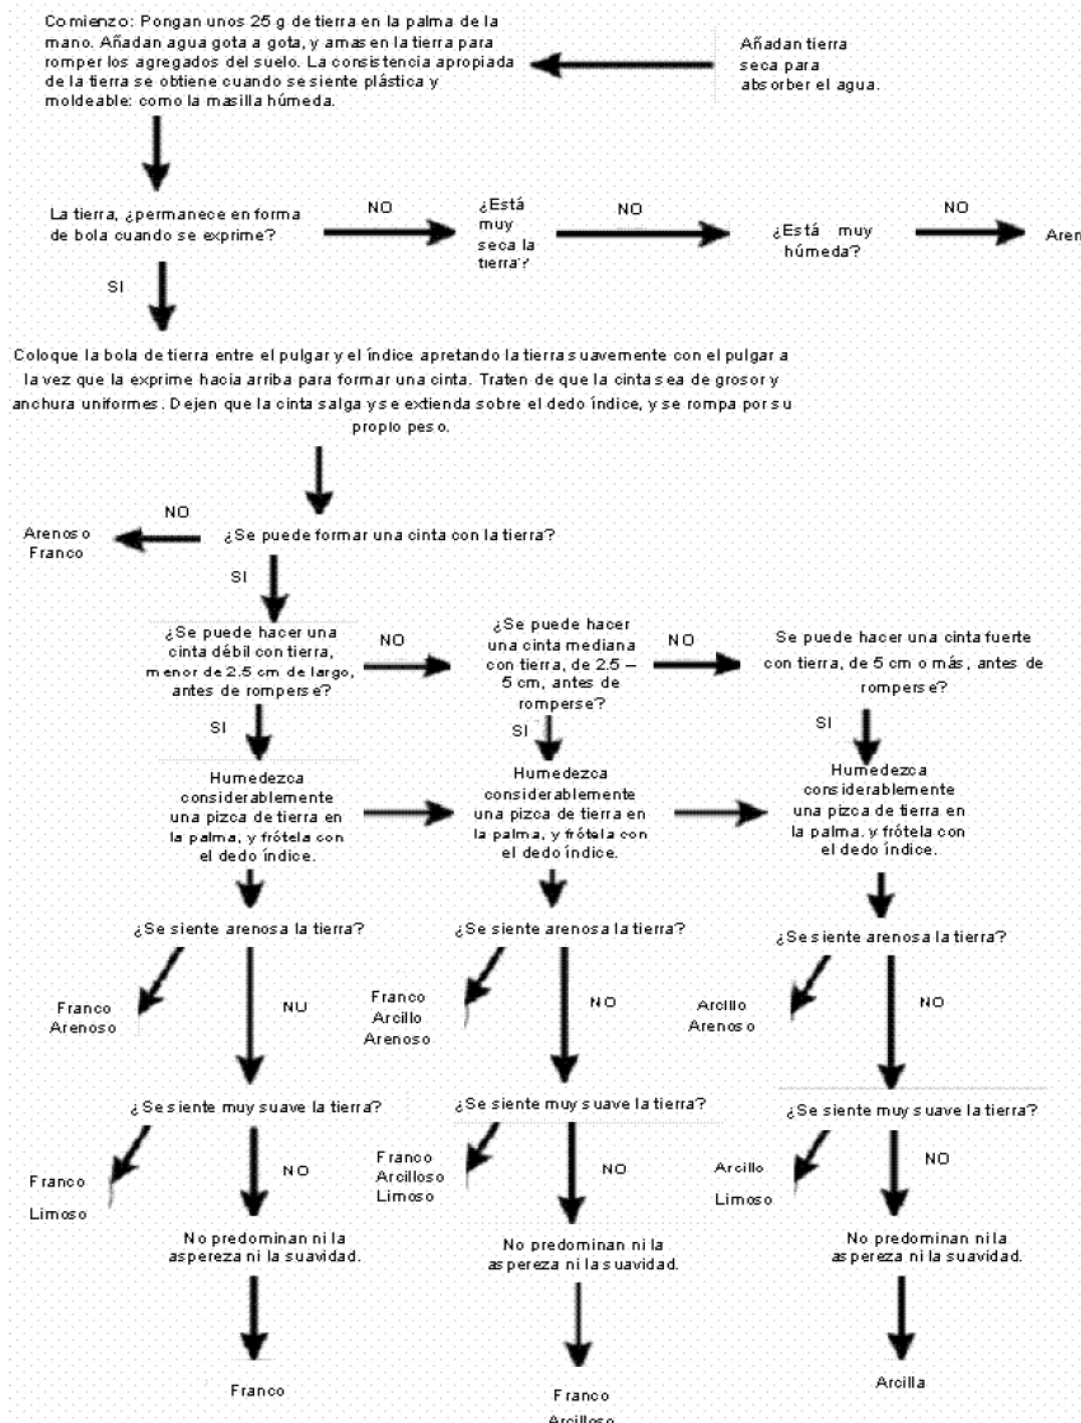 Comienzo: Pongan unos 25 g de tierra en la palma de la
mano. Añadan agua gota a gota, y amasen la tierra para
romper los agregados del suelo. La consistencia apropiada
de la tierra se obtiene cuando se siente plástica y
moldeable: como la masilla húmeda.
Añadan tierra
seca para
absorber el agua.
La tierra, ¿permanece en forma
de bola cuando se exprime?
NO
¿Está
muy
seca la
tierra?
NO
¿Está muy
húmeda?
NO
Aren
SI
Coloque la bola de tierra entre el pulgar y el índice apretando la tierra suavemente con el pulgar a
la vez que la exprime hacia arriba para formar una cinta. Traten de que la cinta sea de grosor y
anchura uniformes. Dejen que la cinta salga y se extienda sobre el dedo índice, y se rompa por su
propio peso.
NO
Arenoso
Franco
¿Se puede formar una cinta con la tierra?
SI
¿Se puede hacer una
cinta débil con tierra,
menor de 2.5 cm de largo,
antes de romperse?
NO
¿Se puede hacer
una cinta mediana
con tierra, de 2.5 –
5 cm, antes de
romperse?
NO
Se puede hacer una cinta fuerte
con tierra, de 5 cm o más, antes de
romperse?
SI
SI
SI
Humedezca
considerablemente
una pizca de tierra en
la palma, y frótela con
el dedo índice.
Humedezca
considerablemente
una pizca de tierra en
la palma, y frótela con
el dedo índice.
Humedezca
considerablemente
una pizca de tierra en
la palma. y frótela con
el dedo índice.
¿Se siente arenosa la tierra?
¿Se siente arenosa la tierra?
¿Se siente arenosa la tierra?
Franco
Arenoso
NU
Franco
Arcillo
Arenoso
NO
Arcillo
Arenoso
NO
¿Se siente muy suave la tierra?
¿Se siente muy suave la tierra?
¿Se siente muy suave la tierra?
Franco
Limoso
NO
Franco
Arcilloso
Limoso
NO
Arcillo
Limoso
NO
No predominan ni la
aspereza ni la suavidad.
No predominan ni la
aspereza ni la suavidad.
No predominan ni la
aspereza ni la suavidad.
Franco
Franco
Arcilloso
Arcilla